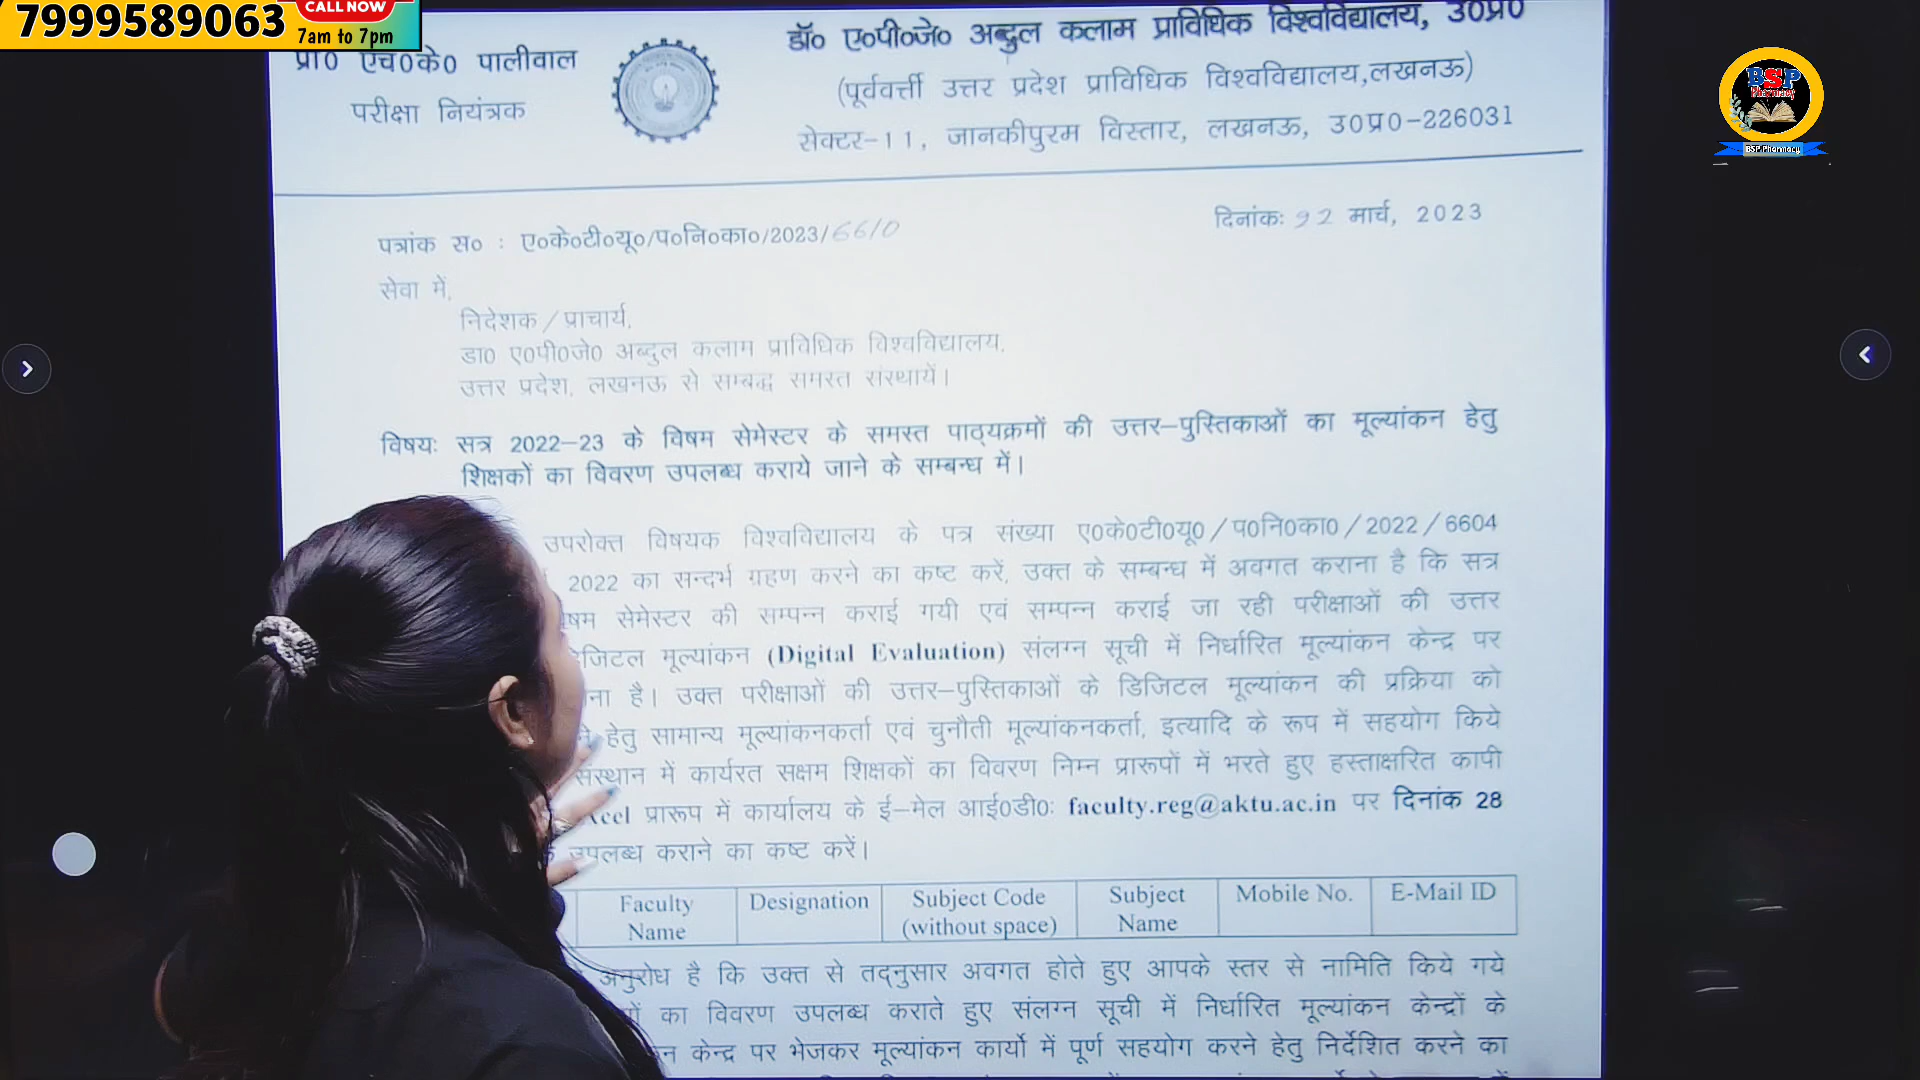 7999589063
CALL NOW
7am to 7pm
प्रो० एच०के० पालीवाल
परीक्षा नियंत्रक
डॉ० ए०पी०जे० अब्दुल कलाम प्राविधिक विश्वविद्यालय, उ०प्र०
(पूर्ववर्त्ती उत्तर प्रदेश प्राविधिक विश्वविद्यालय,लखनऊ)
सेक्टर-11, जानकीपुरम विस्तार, लखनऊ, उ०प्र०-226031
BSP
Pharmacy
BSP Pharmacy
पत्रांक स० : ए०के०टी०यू०/प०नि०का०/2023/6610
दिनांकः 22 मार्च, 2023
सेवा में,
निदेशक/प्राचार्य,
डा० ए०पी०जे० अब्दुल कलाम प्राविधिक विश्वविद्यालय,
उत्तर प्रदेश, लखनऊ से सम्बद्ध समस्त संस्थायें।
विषयः सत्र 2022-23 के विषम सेमेस्टर के समस्त पाठ्यक्रमों की उत्तर-पुस्तिकाओं का मूल्यांकन हेतु
शिक्षकों का विवरण उपलब्ध कराये जाने के सम्बन्ध में।
उपरोक्त विषयक विश्वविद्यालय के पत्र संख्या ए०के०टी०यू०/प०नि०का०/2022/6604
2022 का सन्दर्भ ग्रहण करने का कष्ट करें, उक्त के सम्बन्ध में अवगत कराना है कि सत्र
सेमेस्टर की सम्पन्न कराई गयी एवं सम्पन्न कराई जा रही परीक्षाओं की उत्तर
मूल्यांकन (Digital Evaluation) संलग्न सूची में निर्धारित मूल्यांकन केन्द्र पर
है। उक्त परीक्षाओं की उत्तर-पुस्तिकाओं के डिजिटल मूल्यांकन की प्रक्रिया को
हेतु सामान्य मूल्यांकनकर्ता एवं चुनौती मूल्यांकनकर्ता, इत्यादि के रूप में सहयोग किये
संस्थान में कार्यरत सक्षम शिक्षकों का विवरण निम्न प्रारूपों में भरते हुए हस्ताक्षरित कापी
प्रारूप में कार्यालय के ई-मेल आई०डी०: faculty.reg@aktu.ac.in पर दिनांक 28
उपलब्ध कराने का कष्ट करें।
Faculty Name
Designation
Subject Code (without space)
Subject Name
Mobile No.
E-Mail ID
अनुरोध है कि उक्त से तद्नुसार अवगत होते हुए आपके स्तर से नामिति किये गये
का विवरण उपलब्ध कराते हुए संलग्न सूची में निर्धारित मूल्यांकन केन्द्रों के
केन्द्र पर भेजकर मूल्यांकन कार्यो में पूर्ण सहयोग करने हेतु निर्देशित करने का